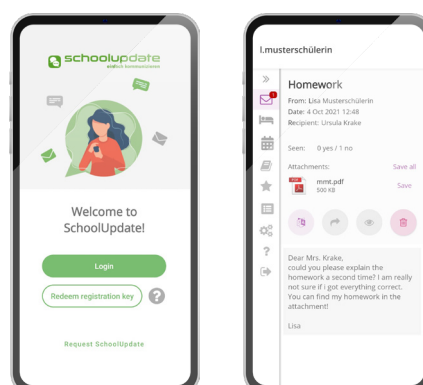 schoolupdate
einfach kommunizieren
Welcome to
SchoolUpdate!
Login
Redeem registration key ?
Request SchoolUpdate
l.musterschülerin
Homework
From: Lisa Musterschülerin
Date: 4 Oct 2021 12:48
Recipient: Ursula Krake
Seen: 0 yes / 1 no
Attachments: Save all
mmt.pdf
500 KB
Save
Dear Mrs. Krake,
could you please explain the
homework a second time? I am really
not sure if i got everything correct.
You can find my homework in the
attachment!
Lisa